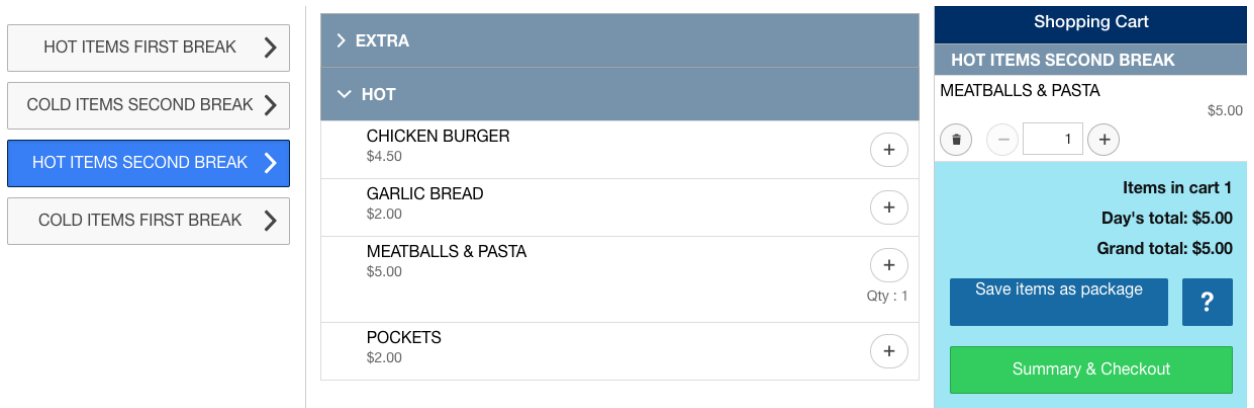 HOT ITEMS FIRST BREAK
COLD ITEMS SECOND BREAK
HOT ITEMS SECOND BREAK
COLD ITEMS FIRST BREAK
EXTRA
HOT
CHICKEN BURGER
$4.50
+
GARLIC BREAD
$2.00
+
MEATBALLS & PASTA
$5.00
+
Qty : 1
POCKETS
$2.00
+
Shopping Cart
HOT ITEMS SECOND BREAK
MEATBALLS & PASTA
$5.00
− 1 +
Items in cart 1
Day's total: $5.00
Grand total: $5.00
Save items as package
?
Summary & Checkout